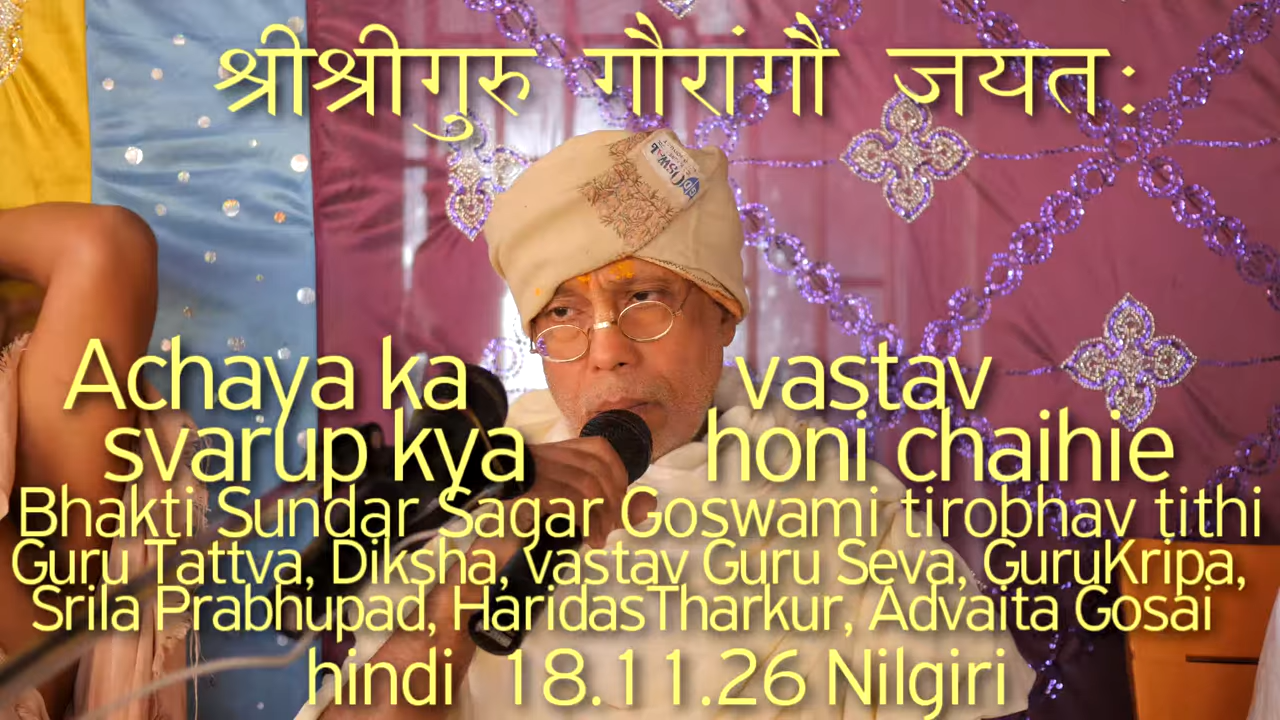 श्रीश्रीगुरु गौरांगौ जयत:
Achaya ka vastav
svarup kya honi chaihie
Bhakti Sundar Sagar Goswami tirobhav tithi
Guru Tattva, Diksha, vastav Guru Seva, GuruKripa,
Srila Prabhupad, HaridasTharkur, Advaita Gosai
hindi 18.11.26 Nilgiri